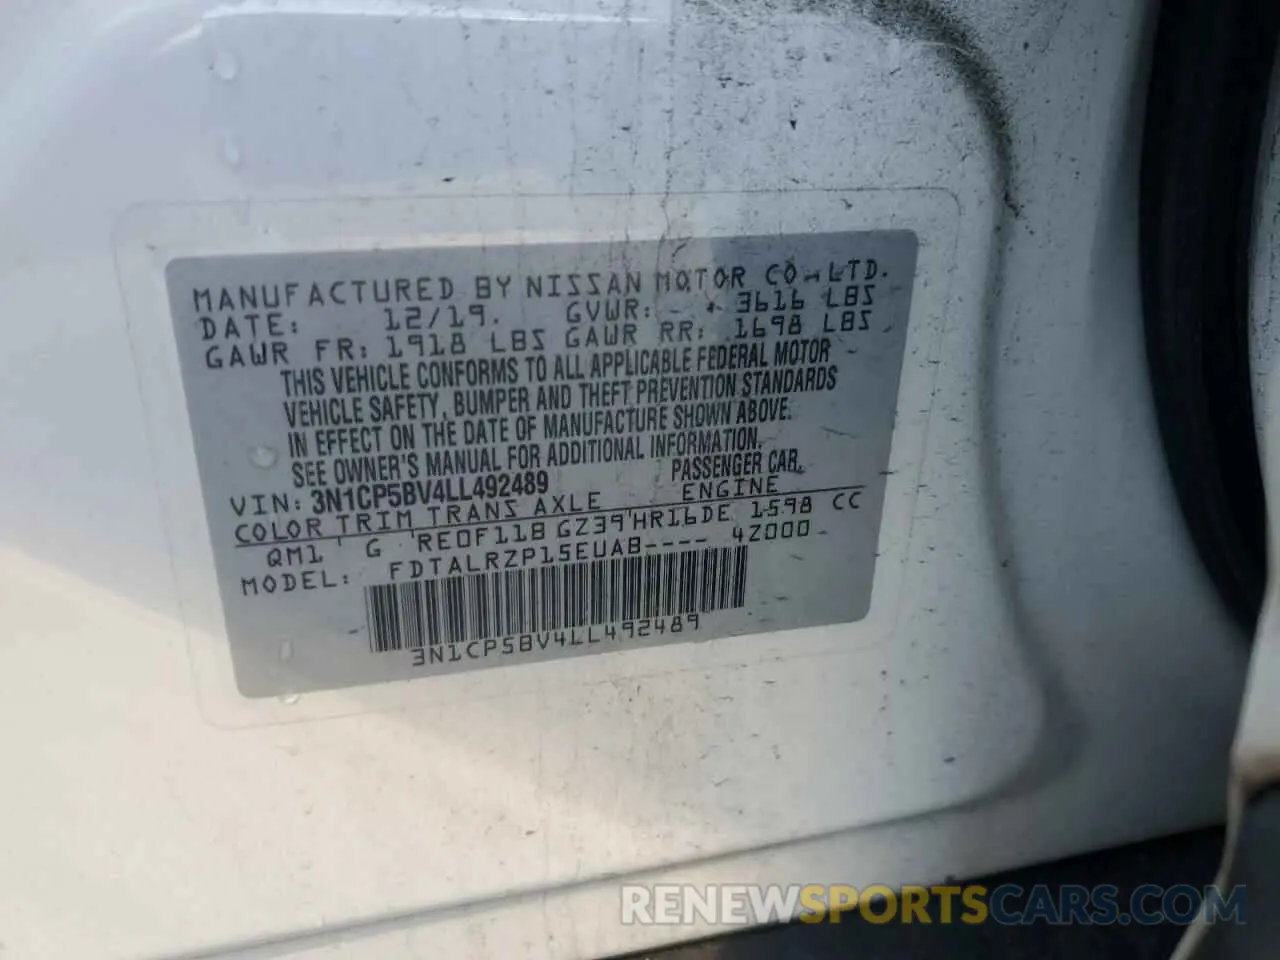 MANUFACTURED BY NISSAN MOTOR CO.,LTD.
DATE: 12/19. GVWR: 3616 LBS
GAWR FR: 1918 LBS GAWR RR: 1698 LBS
THIS VEHICLE CONFORMS TO ALL APPLICABLE FEDERAL MOTOR
VEHICLE SAFETY, BUMPER AND THEFT PREVENTION STANDARDS
IN EFFECT ON THE DATE OF MANUFACTURE SHOWN ABOVE.
SEE OWNER'S MANUAL FOR ADDITIONAL INFORMATION.
VIN: 3N1CP5BV4LL492489 PASSENGER CAR.
COLOR TRIM TRANS AXLE ENGINE
QM1 G RE0F11B GZ39 HR16DE 1598 CC
MODEL: FDTALRZP15EUAB---- 4Z000
3N1CP5BV4LL492489
RENEWSPORTSCARS.COM